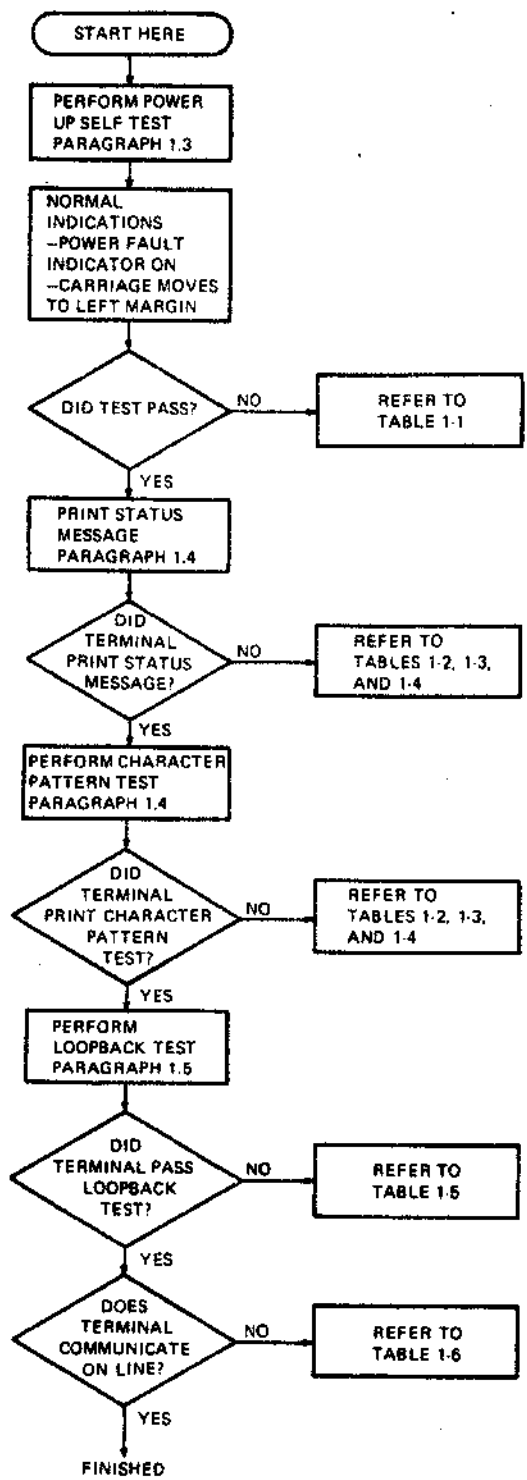 START HERE
PERFORM POWER
UP SELF TEST
PARAGRAPH 1.3
NORMAL
INDICATIONS
–POWER FAULT
INDICATOR ON
–CARRIAGE MOVES
TO LEFT MARGIN
DID TEST PASS?
NO
REFER TO
TABLE 1-1
YES
PRINT STATUS
MESSAGE
PARAGRAPH 1.4
DID
TERMINAL
PRINT STATUS
MESSAGE?
NO
REFER TO
TABLES 1-2, 1-3,
AND 1-4
YES
PERFORM CHARACTER
PATTERN TEST
PARAGRAPH 1.4
DID
TERMINAL
PRINT CHARACTER
PATTERN
TEST?
NO
REFER TO
TABLES 1-2, 1-3,
AND 1-4
YES
PERFORM
LOOPBACK TEST
PARAGRAPH 1.5
DID
TERMINAL PASS
LOOPBACK
TEST?
NO
REFER TO
TABLE 1-5
YES
DOES
TERMINAL
COMMUNICATE
ON LINE?
NO
REFER TO
TABLE 1-6
YES
FINISHED